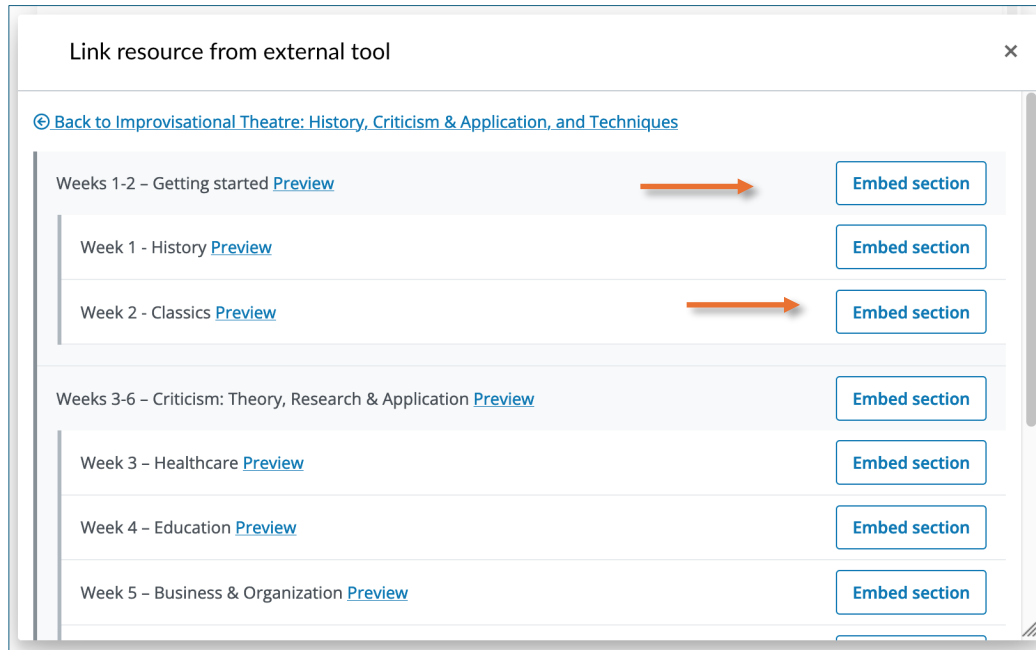 Link resource from external tool
×
Back to Improvisational Theatre: History, Criticism & Application, and Techniques
Weeks 1-2 – Getting started Preview Embed section
Week 1 - History Preview Embed section
Week 2 - Classics Preview Embed section
Weeks 3-6 – Criticism: Theory, Research & Application Preview Embed section
Week 3 – Healthcare Preview Embed section
Week 4 – Education Preview Embed section
Week 5 – Business & Organization Preview Embed section